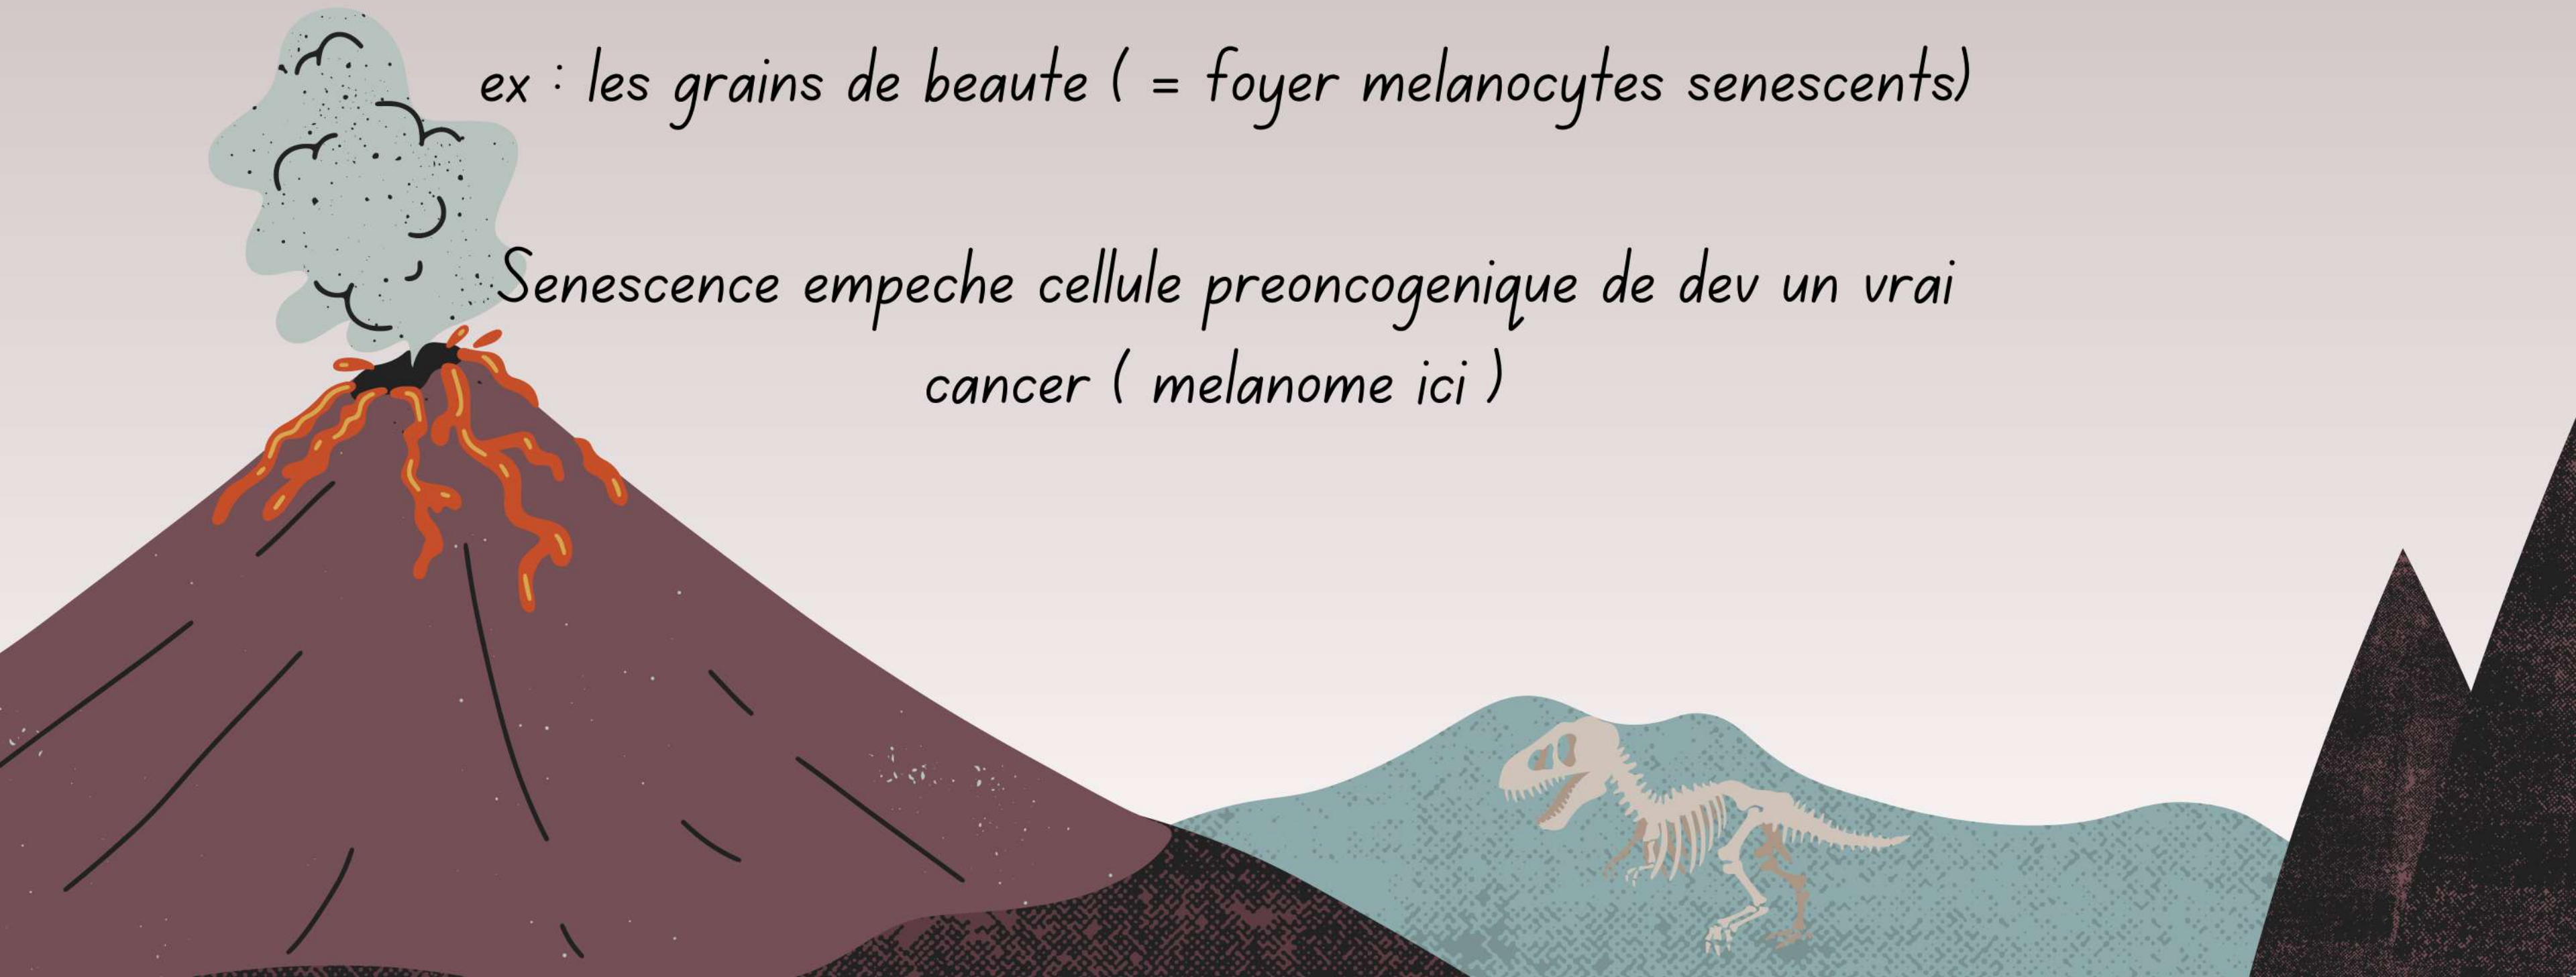 ex : les grains de beaute ( = foyer melanocytes senescents)
Senescence empeche cellule preoncogenique de dev un vrai
cancer ( melanome ici )